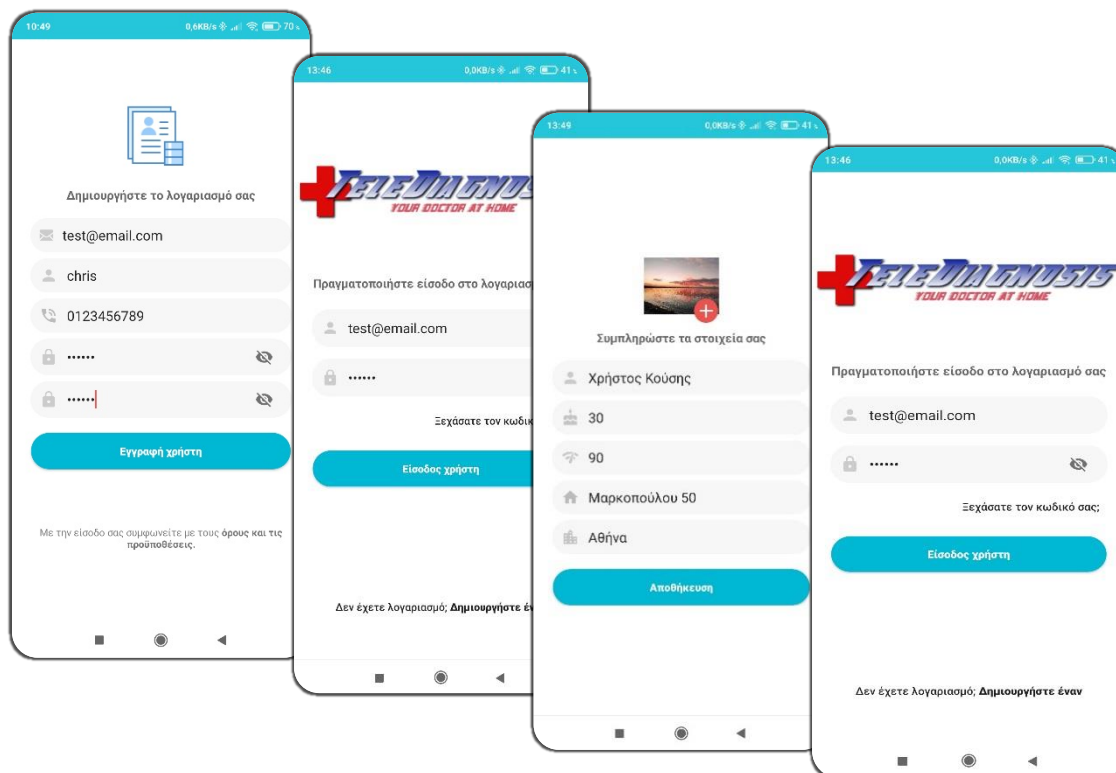 10:49
0,6KB/s
70
Δημιουργήστε το λογαριασμό σας
test@email.com
chris
0123456789
••••••
••••••
Εγγραφή χρήστη
Με την είσοδο σας συμφωνείτε με τους όρους και τις
προϋποθέσεις.
13:46
0,0KB/s
41
TELEDIAGNOS
YOUR DOCTOR AT HOME
Πραγματοποιήστε είσοδο στο λογαριασ
test@email.com
••••••
Ξεχάσατε τον κωδικ
Είσοδος χρήστη
Δεν έχετε λογαριασμό; Δημιουργήστε έν
13:49
0,0KB/s
41
Συμπληρώστε τα στοιχεία σας
Χρήστος Κούσης
30
90
Μαρκοπούλου 50
Αθήνα
Αποθήκευση
13:46
0,0KB/s
41
TELEDIAGNOSIS
YOUR DOCTOR AT HOME
Πραγματοποιήστε είσοδο στο λογαριασμό σας
test@email.com
••••••
Ξεχάσατε τον κωδικό σας;
Είσοδος χρήστη
Δεν έχετε λογαριασμό; Δημιουργήστε έναν